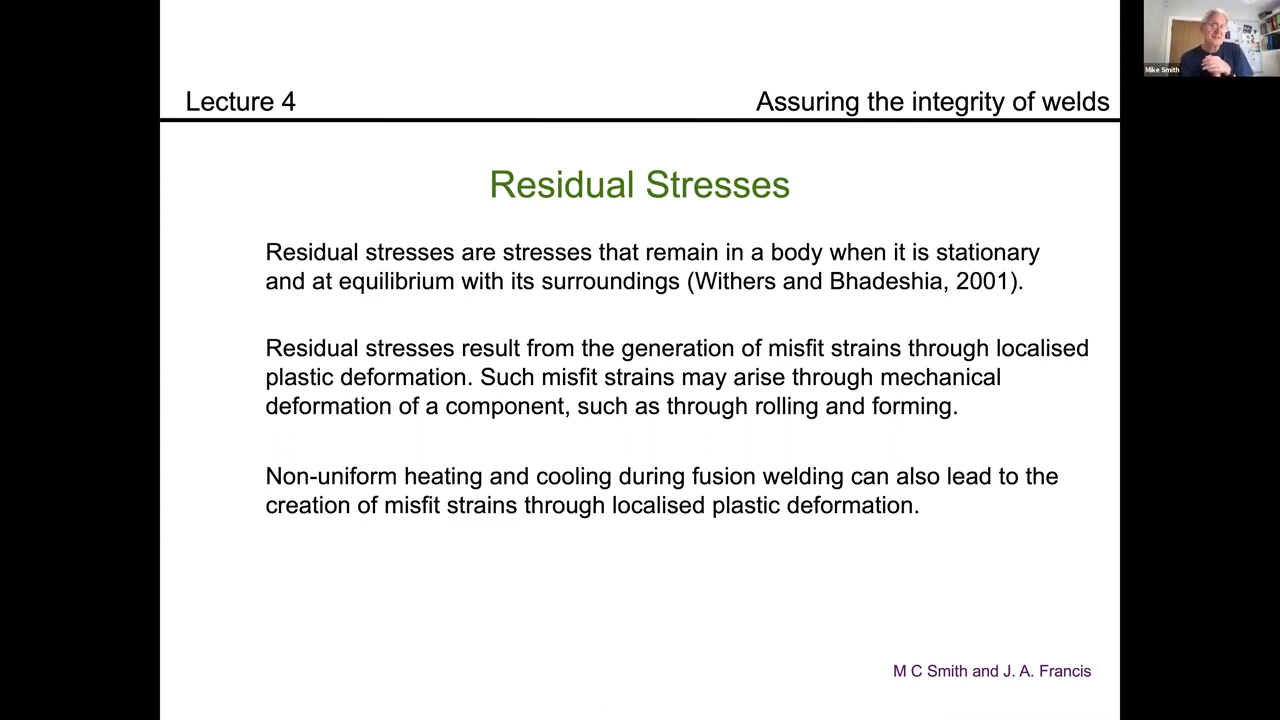 Mike Smith
Lecture 4
Assuring the integrity of welds
Residual Stresses
Residual stresses are stresses that remain in a body when it is stationary
and at equilibrium with its surroundings (Withers and Bhadeshia, 2001).
Residual stresses result from the generation of misfit strains through localised
plastic deformation. Such misfit strains may arise through mechanical
deformation of a component, such as through rolling and forming.
Non-uniform heating and cooling during fusion welding can also lead to the
creation of misfit strains through localised plastic deformation.
M C Smith and J. A. Francis